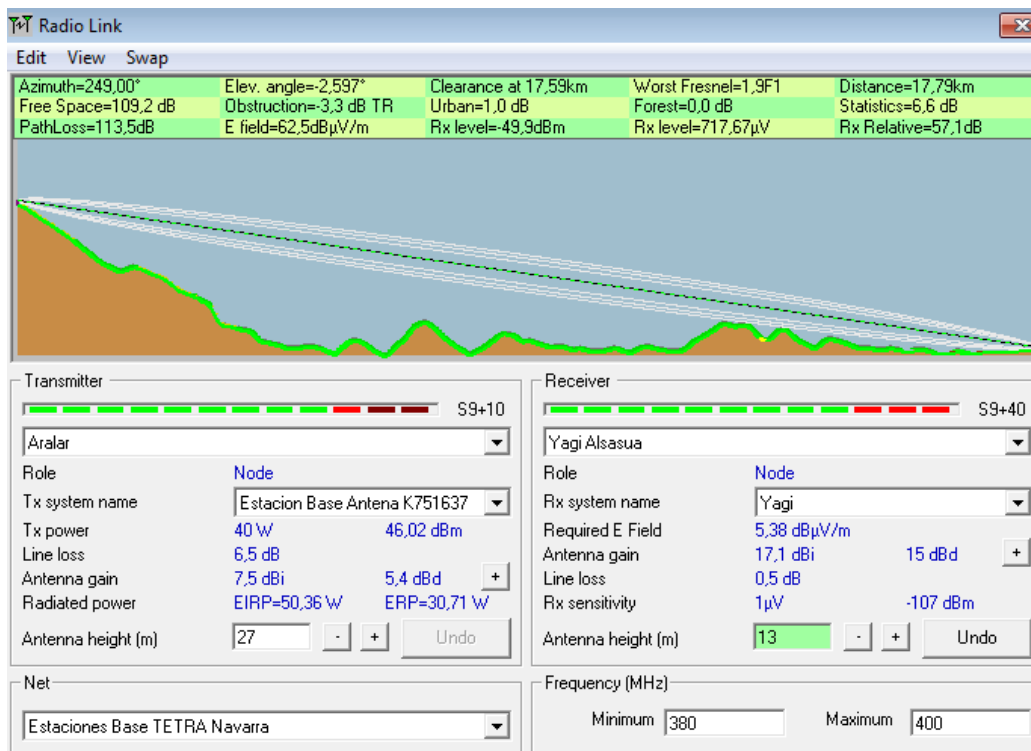 Radio Link
Edit View Swap
Azimuth=249,00° Elev. angle=-2,597° Clearance at 17,59km Worst Fresnel=1,9F1 Distance=17,79km
Free Space=109,2 dB Obstruction=-3,3 dB TR Urban=1,0 dB Forest=0,0 dB Statistics=6,6 dB
PathLoss=113,5dB E field=62,5dBµV/m Rx level=-49,9dBm Rx level=717,67µV Rx Relative=57,1dB
Transmitter
S9+10
Aralar
Role Node
Tx system name Estacion Base Antena K751637
Tx power 40 W 46,02 dBm
Line loss 6,5 dB
Antenna gain 7,5 dBi 5,4 dBd +
Radiated power EIRP=50,36 W ERP=30,71 W
Antenna height (m) 27 - + Undo
Receiver
S9+40
Yagi Alsasua
Role Node
Rx system name Yagi
Required E Field 5,38 dBµV/m
Antenna gain 17,1 dBi 15 dBd +
Line loss 0,5 dB
Rx sensitivity 1µV -107 dBm
Antenna height (m) 13 - + Undo
Net
Estaciones Base TETRA Navarra
Frequency (MHz)
Minimum 380 Maximum 400